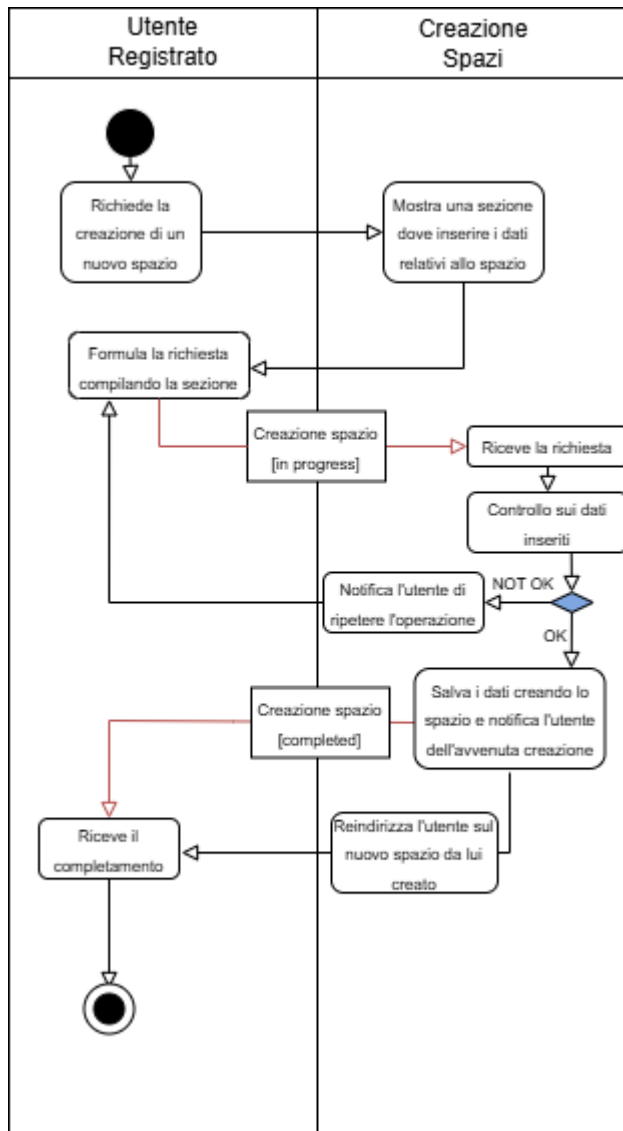 Utente
Registrato
Creazione
Spazi
Richiede la
creazione di un
nuovo spazio
Mostra una sezione
dove inserire i dati
relativi allo spazio
Formula la richiesta
compilando la sezione
Creazione spazio
[in progress]
Riceve la richiesta
Controllo sui dati
inseriti
NOT OK
Notifica l'utente di
ripetere l'operazione
OK
Salva i dati creando lo
spazio e notifica l'utente
dell'avvenuta creazione
Creazione spazio
[completed]
Reindirizza l'utente sul
nuovo spazio da lui
creato
Riceve il
completamento